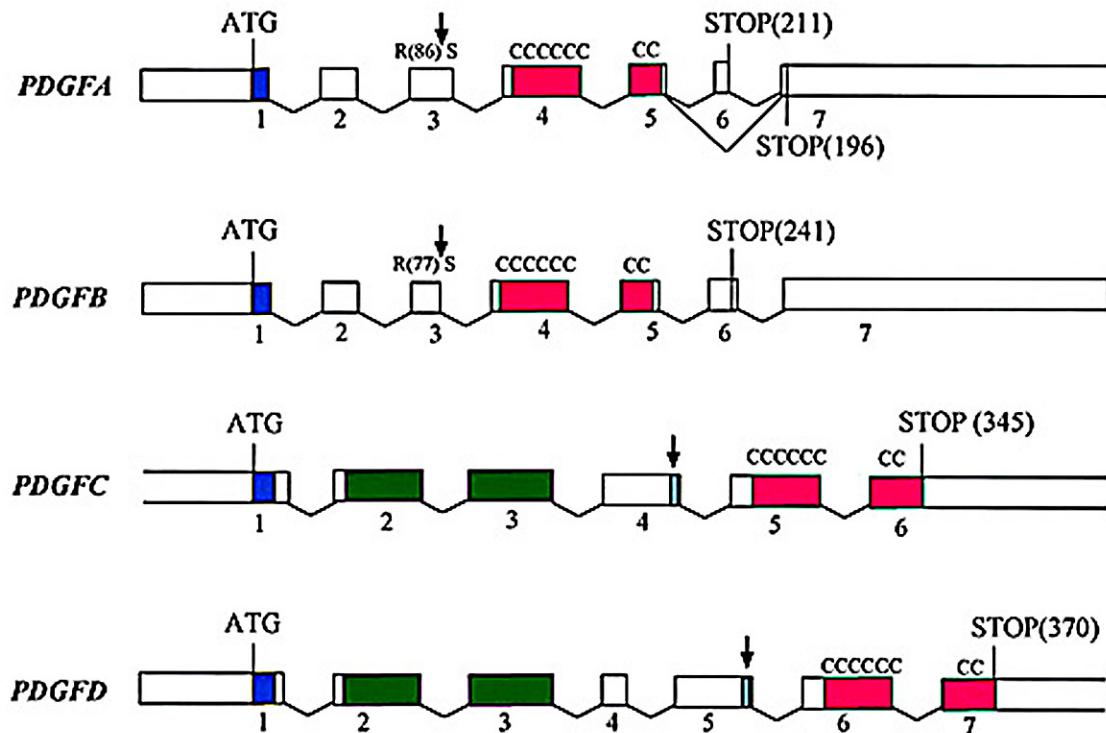 ATG STOP(211)
R(86) S CCCCCC CC
PDGFA
1 2 3 4 5 6 7
STOP(196)
ATG STOP(241)
R(77) S CCCCCC CC
PDGFB
1 2 3 4 5 6 7
ATG STOP (345)
CCCCCC CC
PDGFC
1 2 3 4 5 6
ATG STOP(370)
CCCCCC CC
PDGFD
1 2 3 4 5 6 7